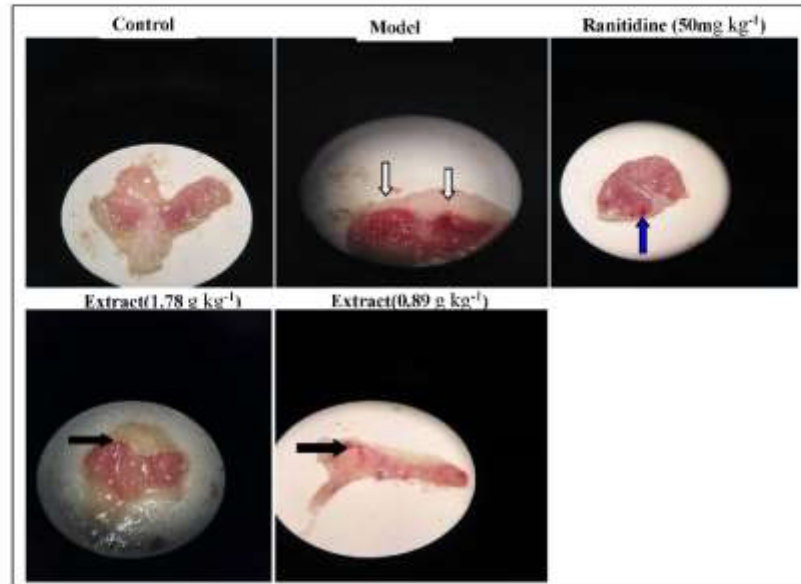 Control
Model
Ranitidine (50mg kg⁻¹)
Extract(1.78 g kg⁻¹)
Extract(0.89 g kg⁻¹)